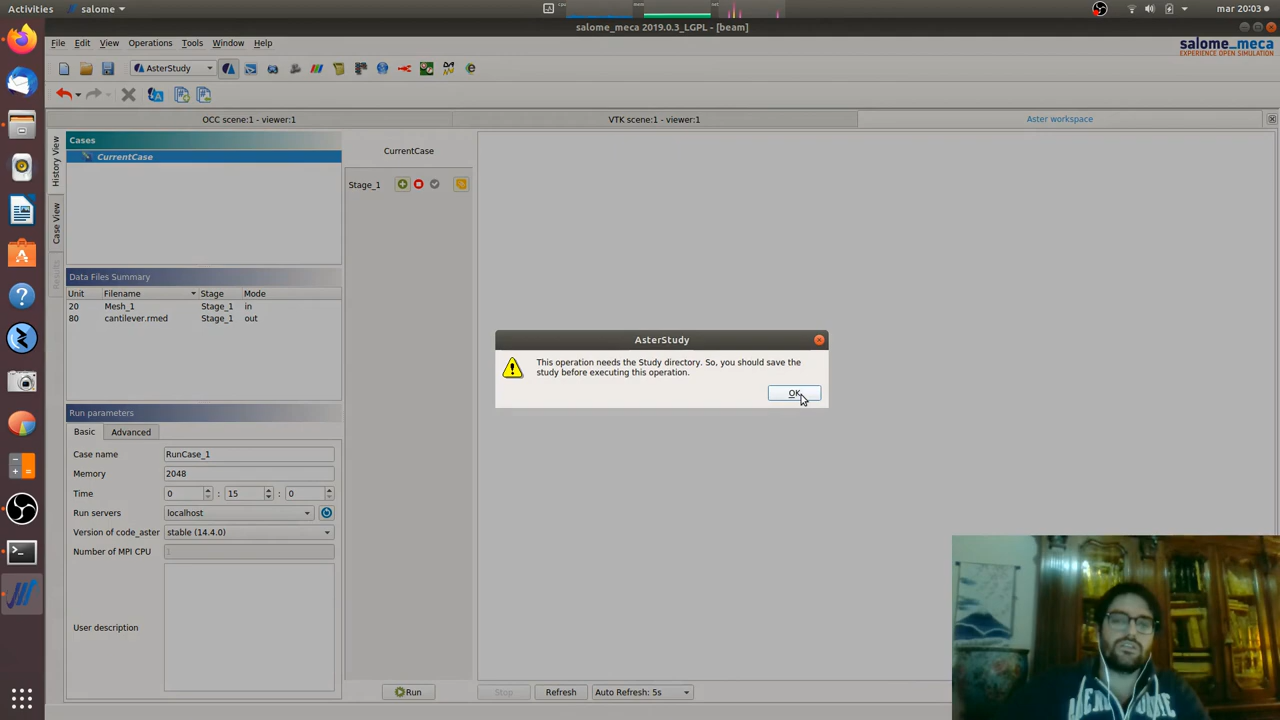 Activities
salome
mar 20:03
salome_meca 2019.0.3_LGPL - [beam]
File Edit View Operations Tools Window Help
salome_meca
EXPERIENCE OPEN SIMULATION
AsterStudy
OCC scene:1 - viewer:1
VTK scene:1 - viewer:1
Aster workspace
History View
Case View
Results
Cases
CurrentCase
CurrentCase
Stage_1
Data Files Summary
Unit Filename Stage Mode
20 Mesh_1 Stage_1 in
80 cantilever.rmed Stage_1 out
AsterStudy
This operation needs the Study directory. So, you should save the
study before executing this operation.
OK
Run parameters
Basic Advanced
Case name RunCase_1
Memory 2048
Time 0 : 15 : 0
Run servers localhost
Version of code_aster stable (14.4.0)
Number of MPI CPU 1
User description
Run
Stop
Refresh
Auto Refresh: 5s